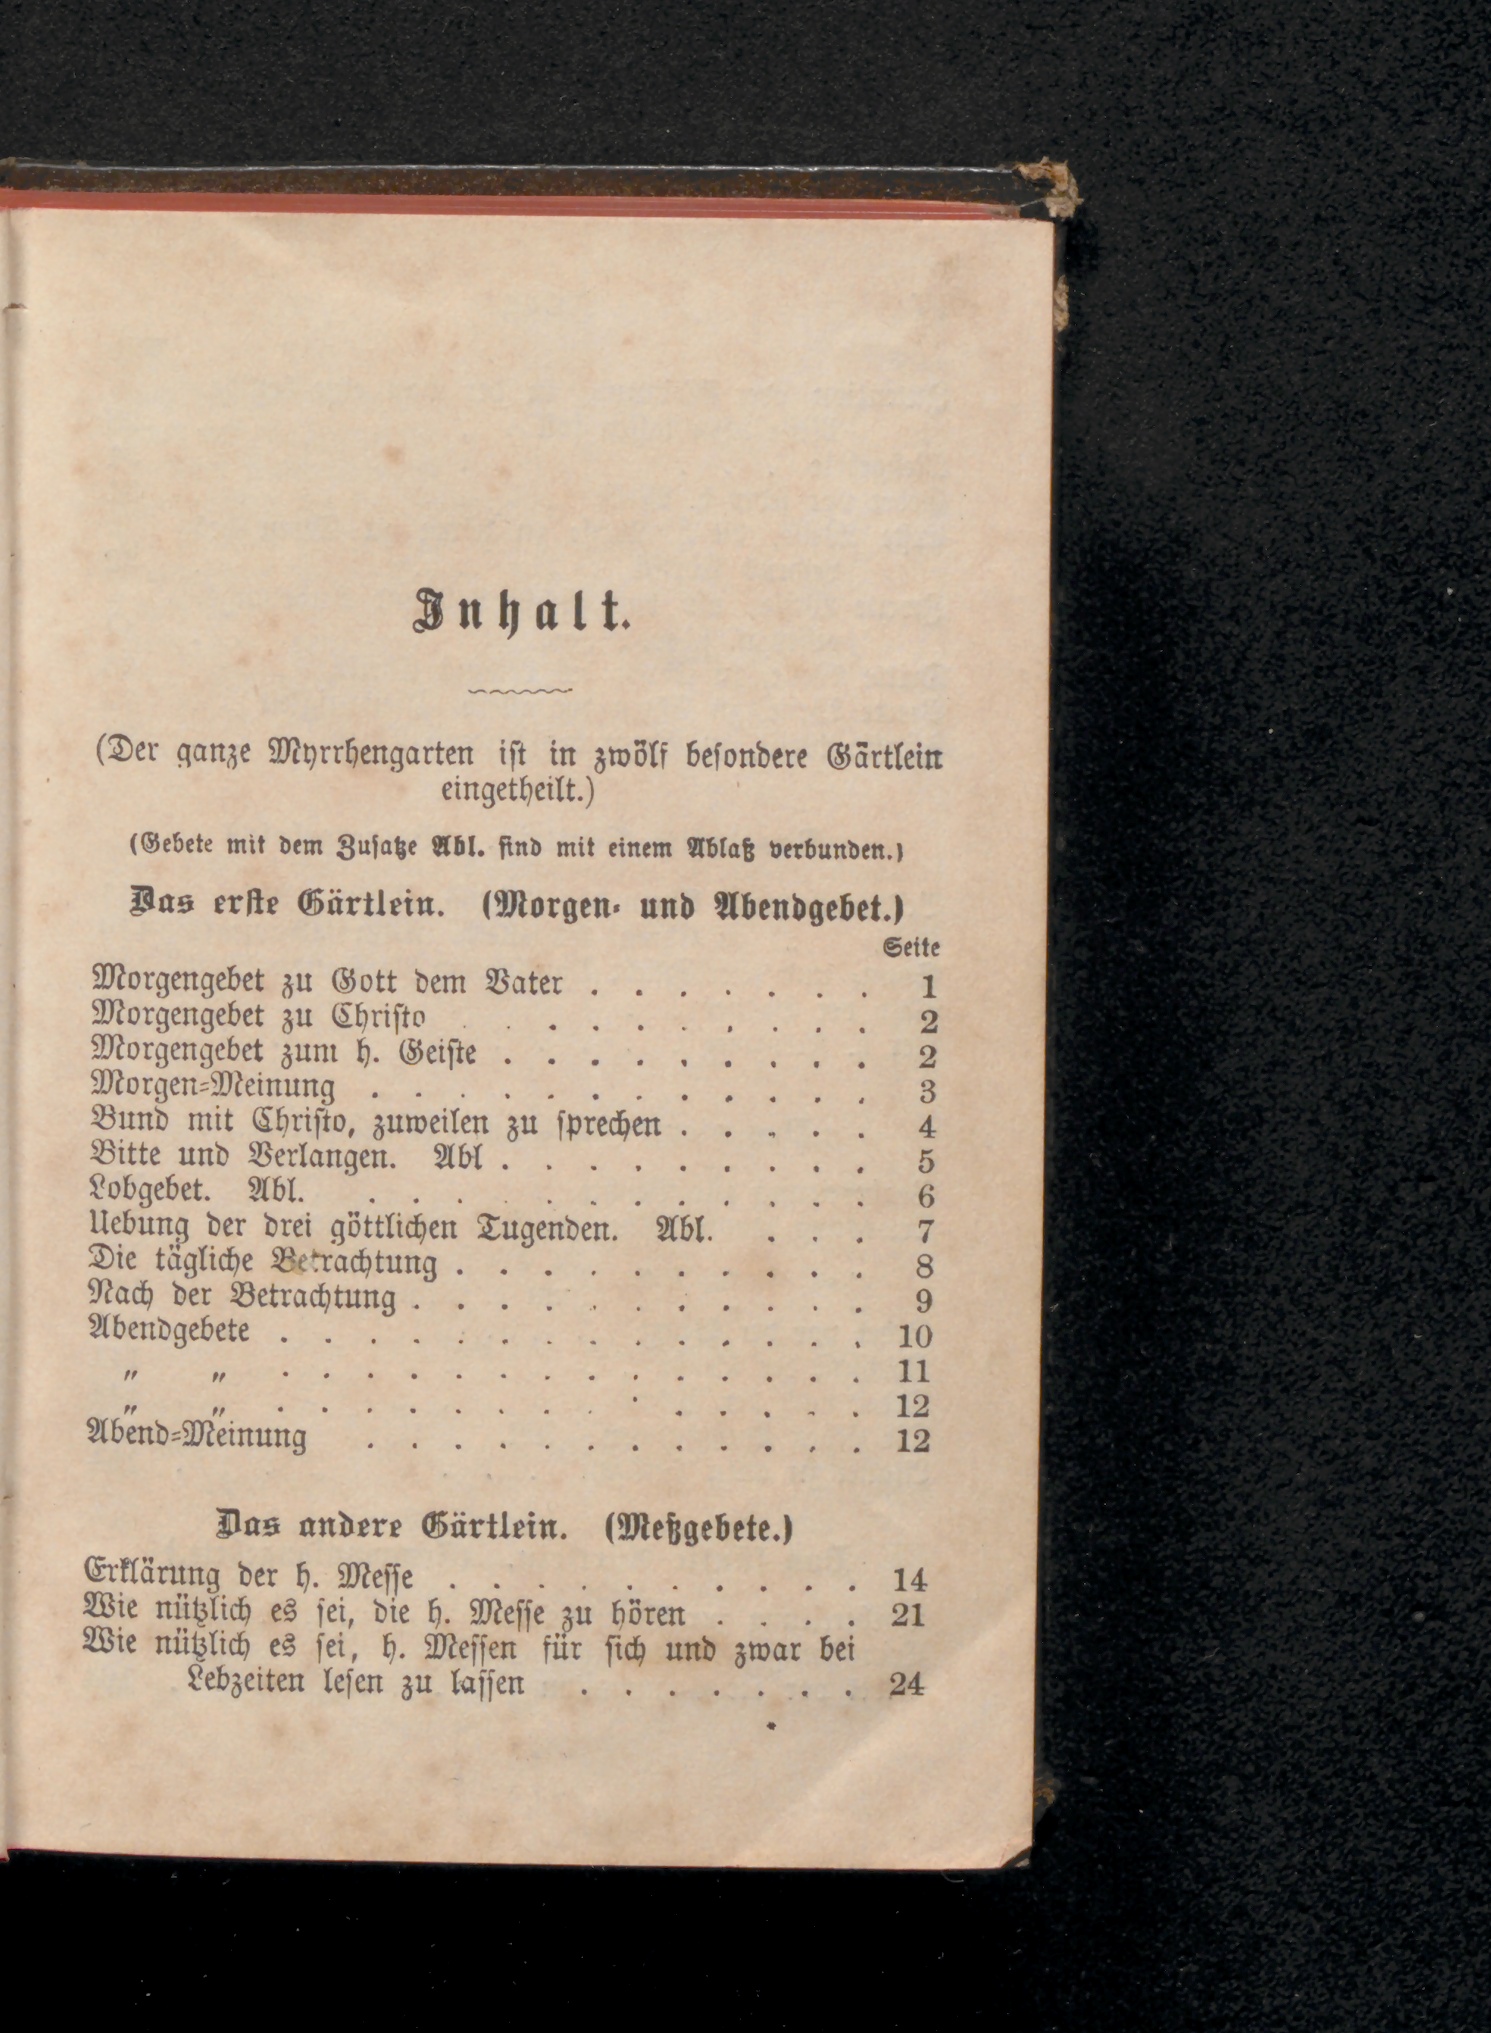 Inhalt.
(Der ganze Myrrhengarten ist in zwölf besondere Gärtlein
eingetheilt.)
(Gebete mit dem Zusatze Abl. sind mit einem Ablaß verbunden.)
Das erste Gärtlein. (Morgen- und Abendgebet.)
Seite
Morgengebet zu Gott dem Vater . . . . . . . 1
Morgengebet zu Christo . . . . . . . . . . 2
Morgengebet zum h. Geiste . . . . . . . . . 2
Morgen-Meinung . . . . . . . . . . . . 3
Bund mit Christo, zuweilen zu sprechen . . . . . 4
Bitte und Verlangen. Abl . . . . . . . . . 5
Lobgebet. Abl. . . . . . . . . . . . . 6
Uebung der drei göttlichen Tugenden. Abl. . . . 7
Die tägliche Betrachtung . . . . . . . . . . 8
Nach der Betrachtung . . . . . . . . . . . 9
Abendgebete . . . . . . . . . . . . . . 10
„ „ . . . . . . . . . . . . . . 11
„ „ . . . . . . . . . . . . . . 12
Abend-Meinung . . . . . . . . . . . . 12
Das andere Gärtlein. (Meßgebete.)
Erklärung der h. Messe . . . . . . . . . . 14
Wie nützlich es sei, die h. Messe zu hören . . . . 21
Wie nützlich es sei, h. Messen für sich und zwar bei
Lebzeiten lesen zu lassen . . . . . . . 24